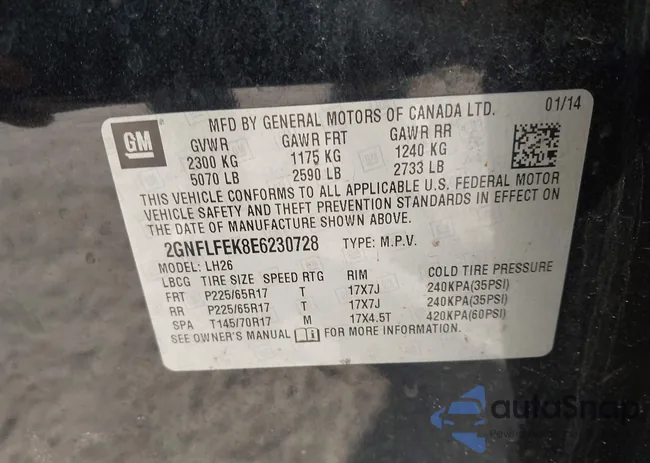 GM
MFD BY GENERAL MOTORS OF CANADA LTD. 01/14
GVWR GAWR FRT GAWR RR
2300 KG 1175 KG 1240 KG
5070 LB 2590 LB 2733 LB
THIS VEHICLE CONFORMS TO ALL APPLICABLE U.S. FEDERAL MOTOR
VEHICLE SAFETY AND THEFT PREVENTION STANDARDS IN EFFECT ON
THE DATE OF MANUFACTURE SHOWN ABOVE.
2GNFLFEK8E6230728 TYPE: M.P.V.
MODEL: LH26
LBCG TIRE SIZE SPEED RTG RIM COLD TIRE PRESSURE
FRT P225/65R17 T 17X7J 240KPA(35PSI)
RR P225/65R17 T 17X7J 240KPA(35PSI)
SPA T145/70R17 M 17X4.5T 420KPA(60PSI)
SEE OWNER'S MANUAL FOR MORE INFORMATION.
autoSnap